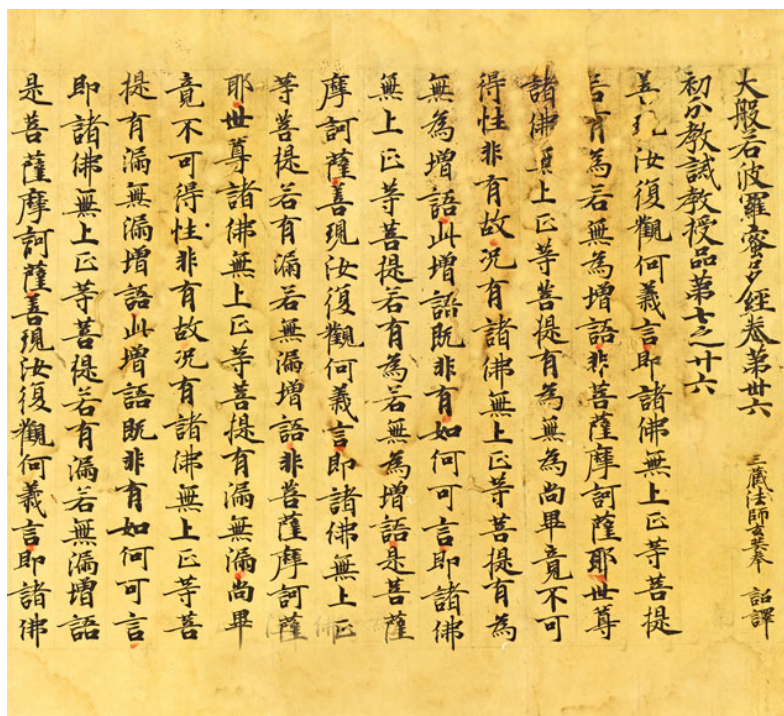 大般若波羅蜜多經卷第卅六 三藏法師玄奘奉 詔譯
初分教誡教授品第七之廿六
善現汝復觀何義言即諸佛無上正等菩提
若有為若無為增語非菩薩摩訶薩耶世尊
諸佛無上正等菩提有為無為尚畢竟不可
得性非有故況有諸佛無上正等菩提有為
無為增語此增語既非有如何可言即諸佛
無上正等菩提若有為若無為增語是菩薩
摩訶薩善現汝復觀何義言即諸佛無上正
等菩提若有漏若無漏增語非菩薩摩訶薩
耶世尊諸佛無上正等菩提有漏無漏尚畢
竟不可得性非有故況有諸佛無上正等菩
提有漏無漏增語此增語既非有如何可言
即諸佛無上正等菩提若有漏若無漏增語
是菩薩摩訶薩善現汝復觀何義言即諸佛